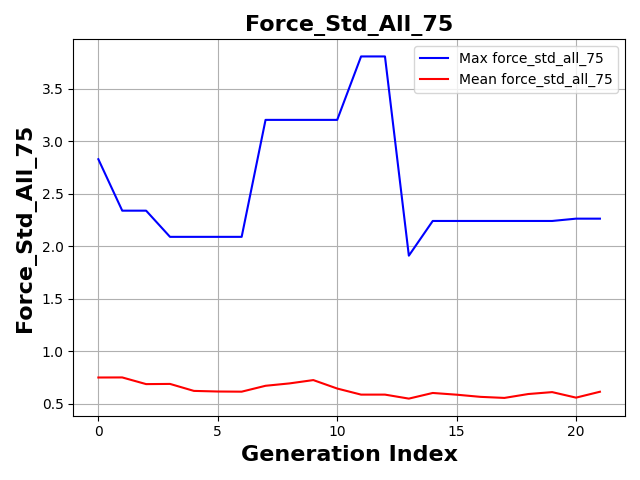 Force_Std_All_75
Max force_std_all_75
Mean force_std_all_75
Force_Std_All_75
3.5
3.0
2.5
2.0
1.5
1.0
0.5
0 5 10 15 20
Generation Index